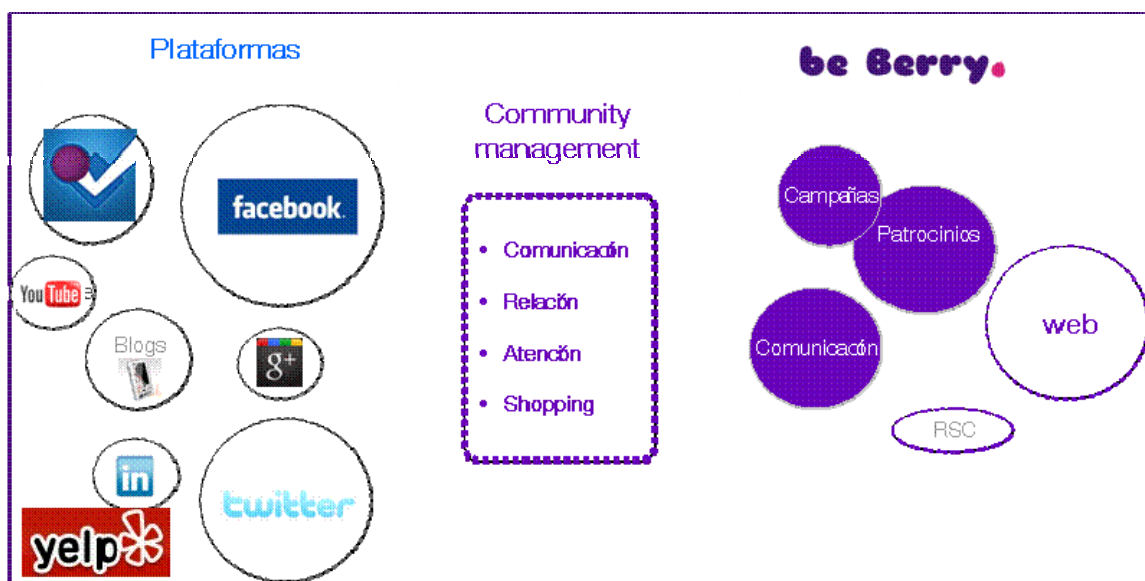 Plataformas
facebook.
YouTube
Blogs
g+
in
twitter
yelp
Community
management
• Comunicación
• Relación
• Atención
• Shopping
be Berry.
Campañas
Patrocinios
web
Comunicación
RSC